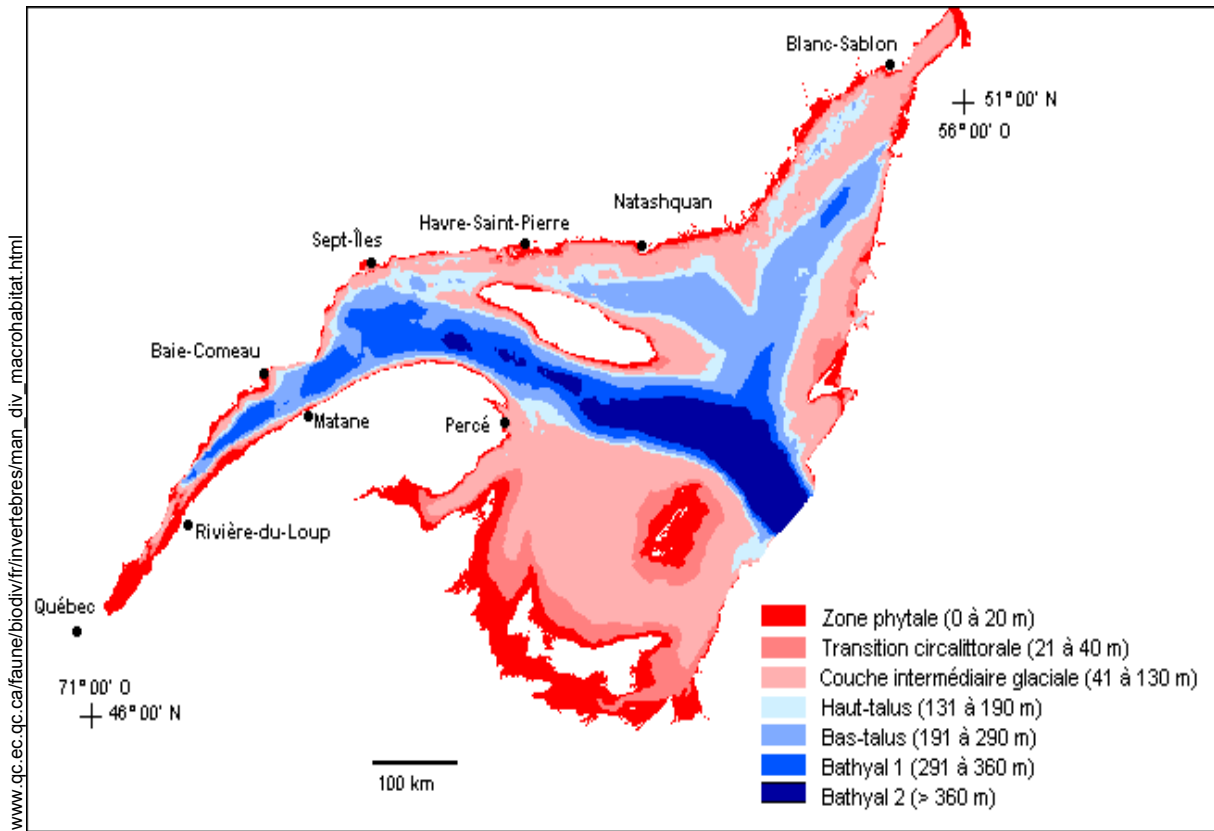 www.qc.ec.gc.ca/faune/biodiv/fr/invertebres/man_div_macrohabitat.html
Blanc-Sablon
51° 00' N
56° 00' O
Natashquan
Havre-Saint-Pierre
Sept-Îles
Baie-Comeau
Matane
Percé
Rivière-du-Loup
Québec
71° 00' O
46° 00' N
100 km
Zone phytale (0 à 20 m)
Transition circalittorale (21 à 40 m)
Couche intermédiaire glaciale (41 à 130 m)
Haut-talus (131 à 190 m)
Bas-talus (191 à 290 m)
Bathyal 1 (291 à 360 m)
Bathyal 2 (> 360 m)